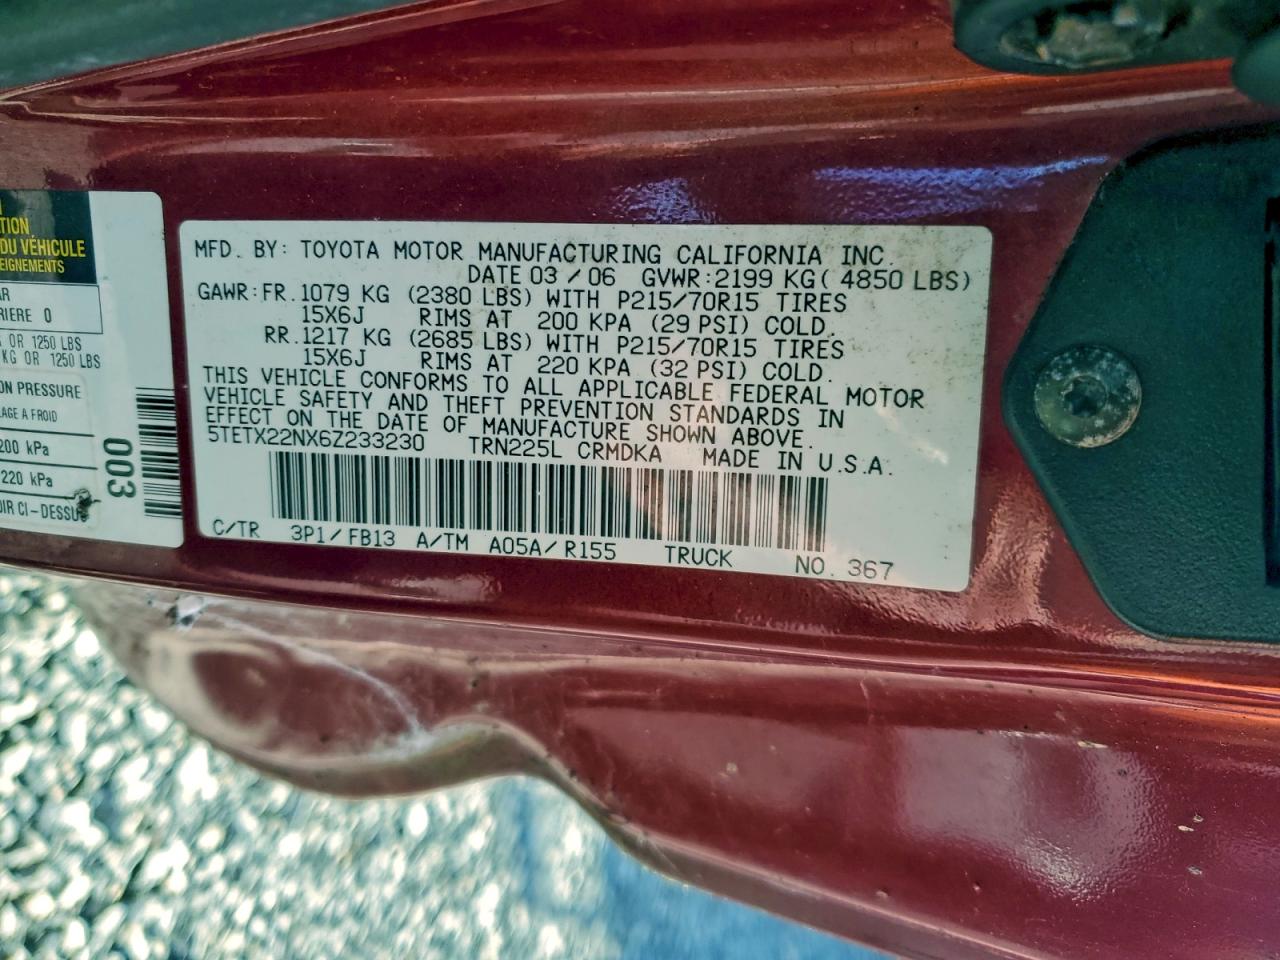 TION
DU VÉHICULE
EIGNEMENTS
AR
RIERE 0
KG OR 1250 LBS
KG OR 1250 LBS
ON PRESSURE
LAGE A FROID
200 kPa
220 kPa
OIR CI-DESSUS
003
MFD. BY: TOYOTA MOTOR MANUFACTURING CALIFORNIA INC.
DATE 03 / 06 GVWR:2199 KG( 4850 LBS)
GAWR:FR.1079 KG (2380 LBS) WITH P215/70R15 TIRES
15X6J RIMS AT 200 KPA (29 PSI) COLD.
RR.1217 KG (2685 LBS) WITH P215/70R15 TIRES
15X6J RIMS AT 220 KPA (32 PSI) COLD.
THIS VEHICLE CONFORMS TO ALL APPLICABLE FEDERAL MOTOR
VEHICLE SAFETY AND THEFT PREVENTION STANDARDS IN
EFFECT ON THE DATE OF MANUFACTURE SHOWN ABOVE.
5TETX22NX6Z233230 TRN225L CRMDKA MADE IN U.S.A.
C/TR 3P1/FB13 A/TM A05A/R155 TRUCK NO. 367